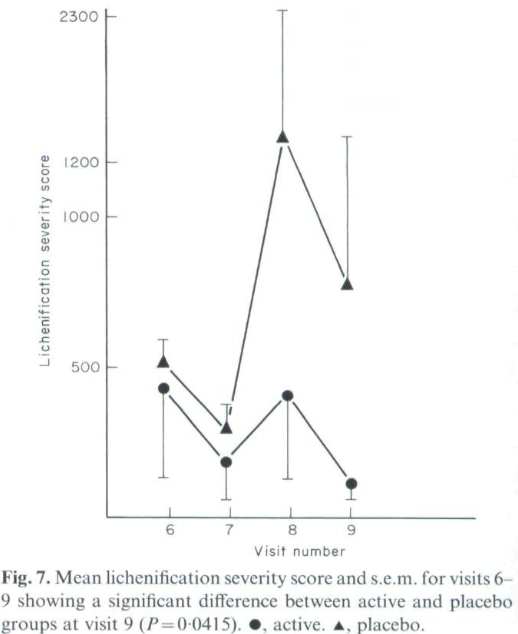 2300
1200
1000
500
Lichenification severity score
6 7 8 9
Visit number
Fig. 7. Mean lichenification severity score and s.e.m. for visits 6–
9 showing a significant difference between active and placebo
groups at visit 9 (P=0·0415). ●, active. ▲, placebo.